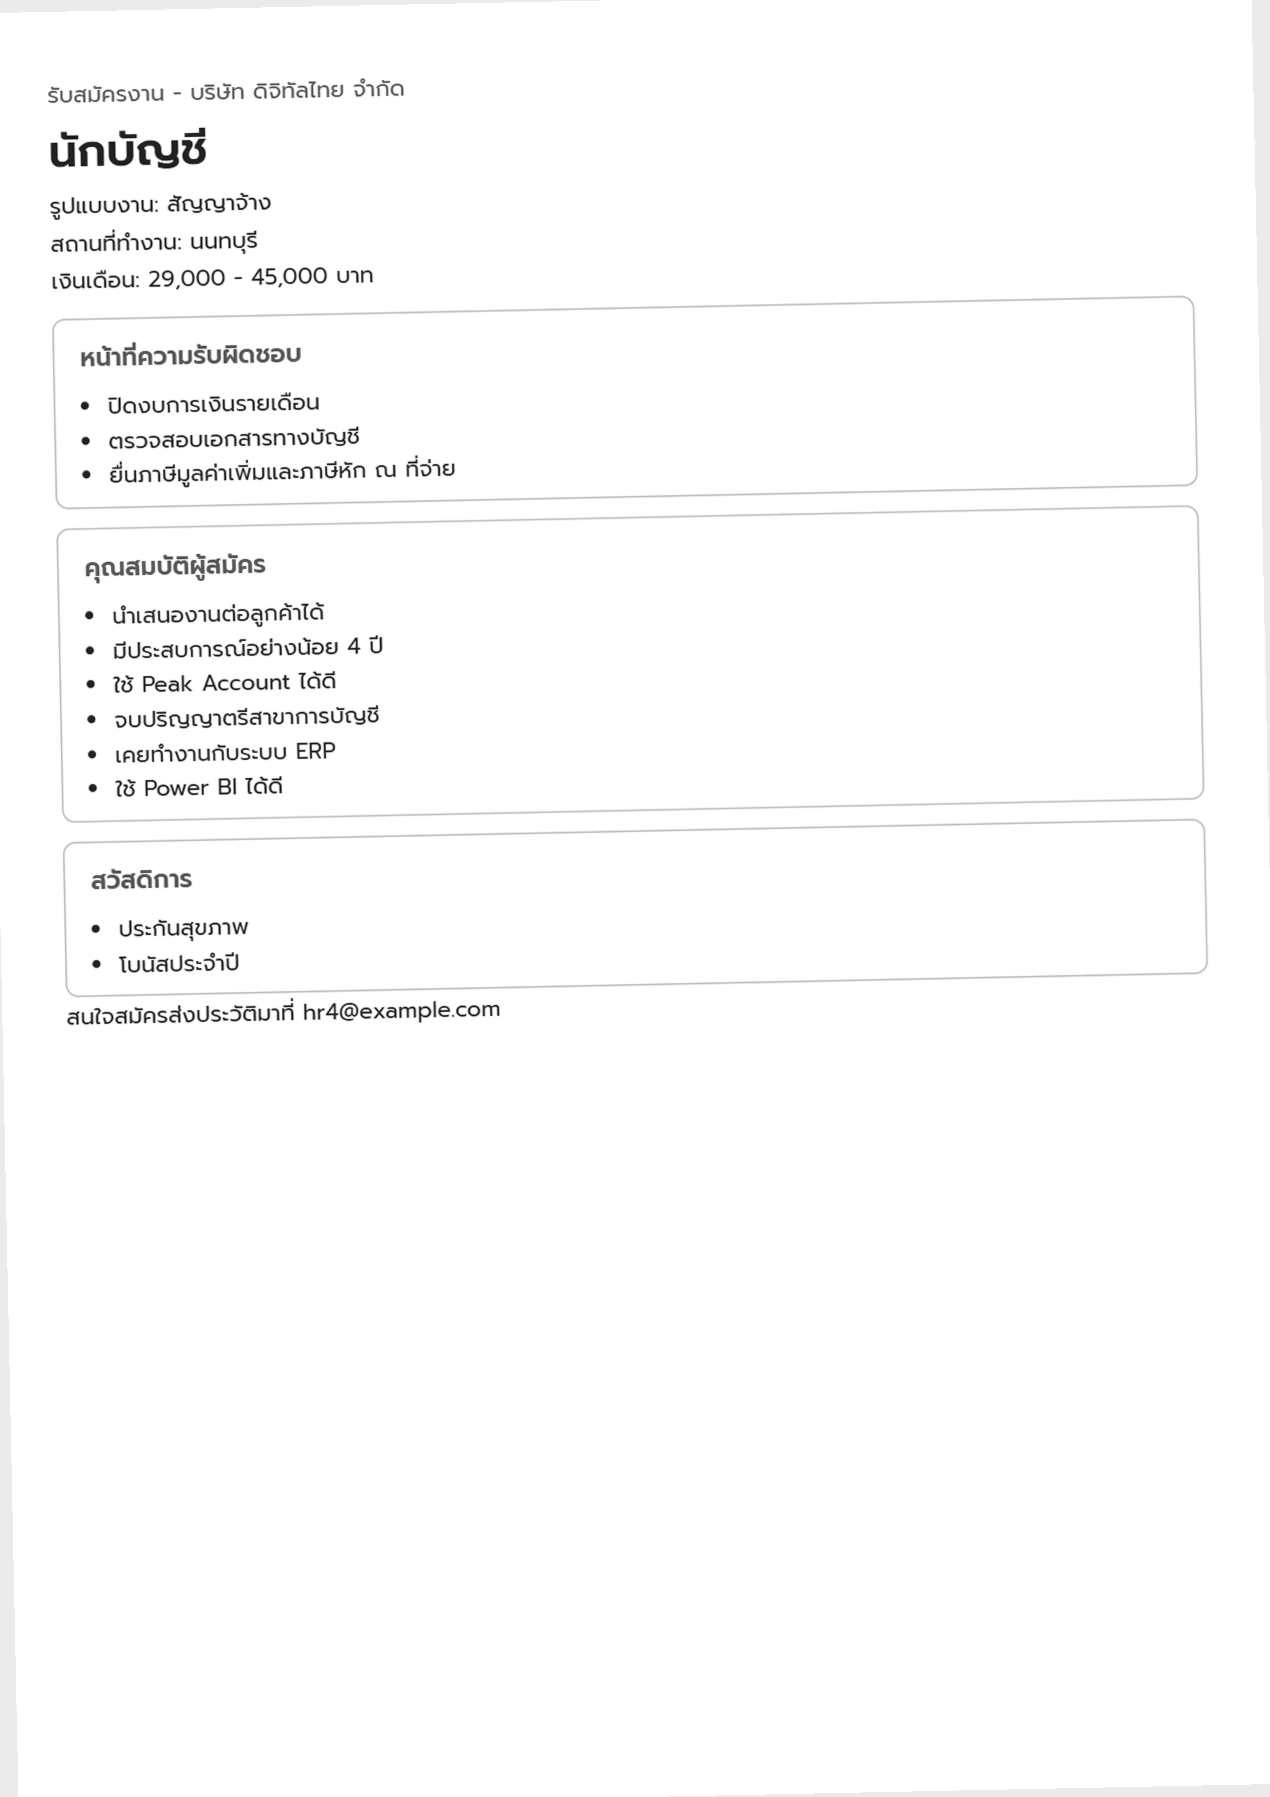 รับสมัครงาน - บริษัท ดิจิทัลไทย จำกัด
นักบัญชี
รูปแบบงาน: สัญญาจ้าง
สถานที่ทำงาน: นนทบุรี
เงินเดือน: 29,000 - 45,000 บาท
หน้าที่ความรับผิดชอบ
• ปิดงบการเงินรายเดือน
• ตรวจสอบเอกสารทางบัญชี
• ยื่นภาษีมูลค่าเพิ่มและภาษีหัก ณ ที่จ่าย
คุณสมบัติผู้สมัคร
• นำเสนองานต่อลูกค้าได้
• มีประสบการณ์อย่างน้อย 4 ปี
• ใช้ Peak Account ได้ดี
• จบปริญญาตรีสาขาการบัญชี
• เคยทำงานกับระบบ ERP
• ใช้ Power BI ได้ดี
สวัสดิการ
• ประกันสุขภาพ
• โบนัสประจำปี
สนใจสมัครส่งประวัติมาที่ hr4@example.com